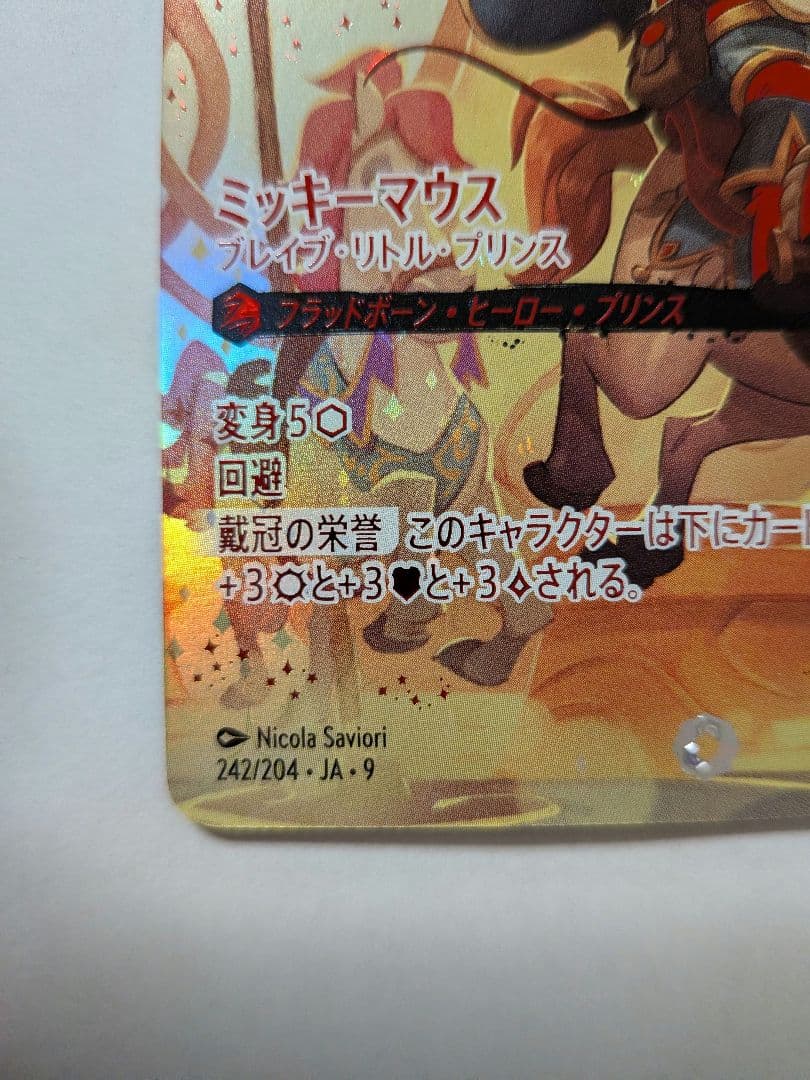 ミッキーマウス
ブレイブ・リトル・プリンス
フラッドボーン・ヒーロー・プリンス
変身 5
回避
戴冠の栄誉 このキャラクターは下にカード
+3と+3と+3される。
Nicola Saviori
242/204・JA・9